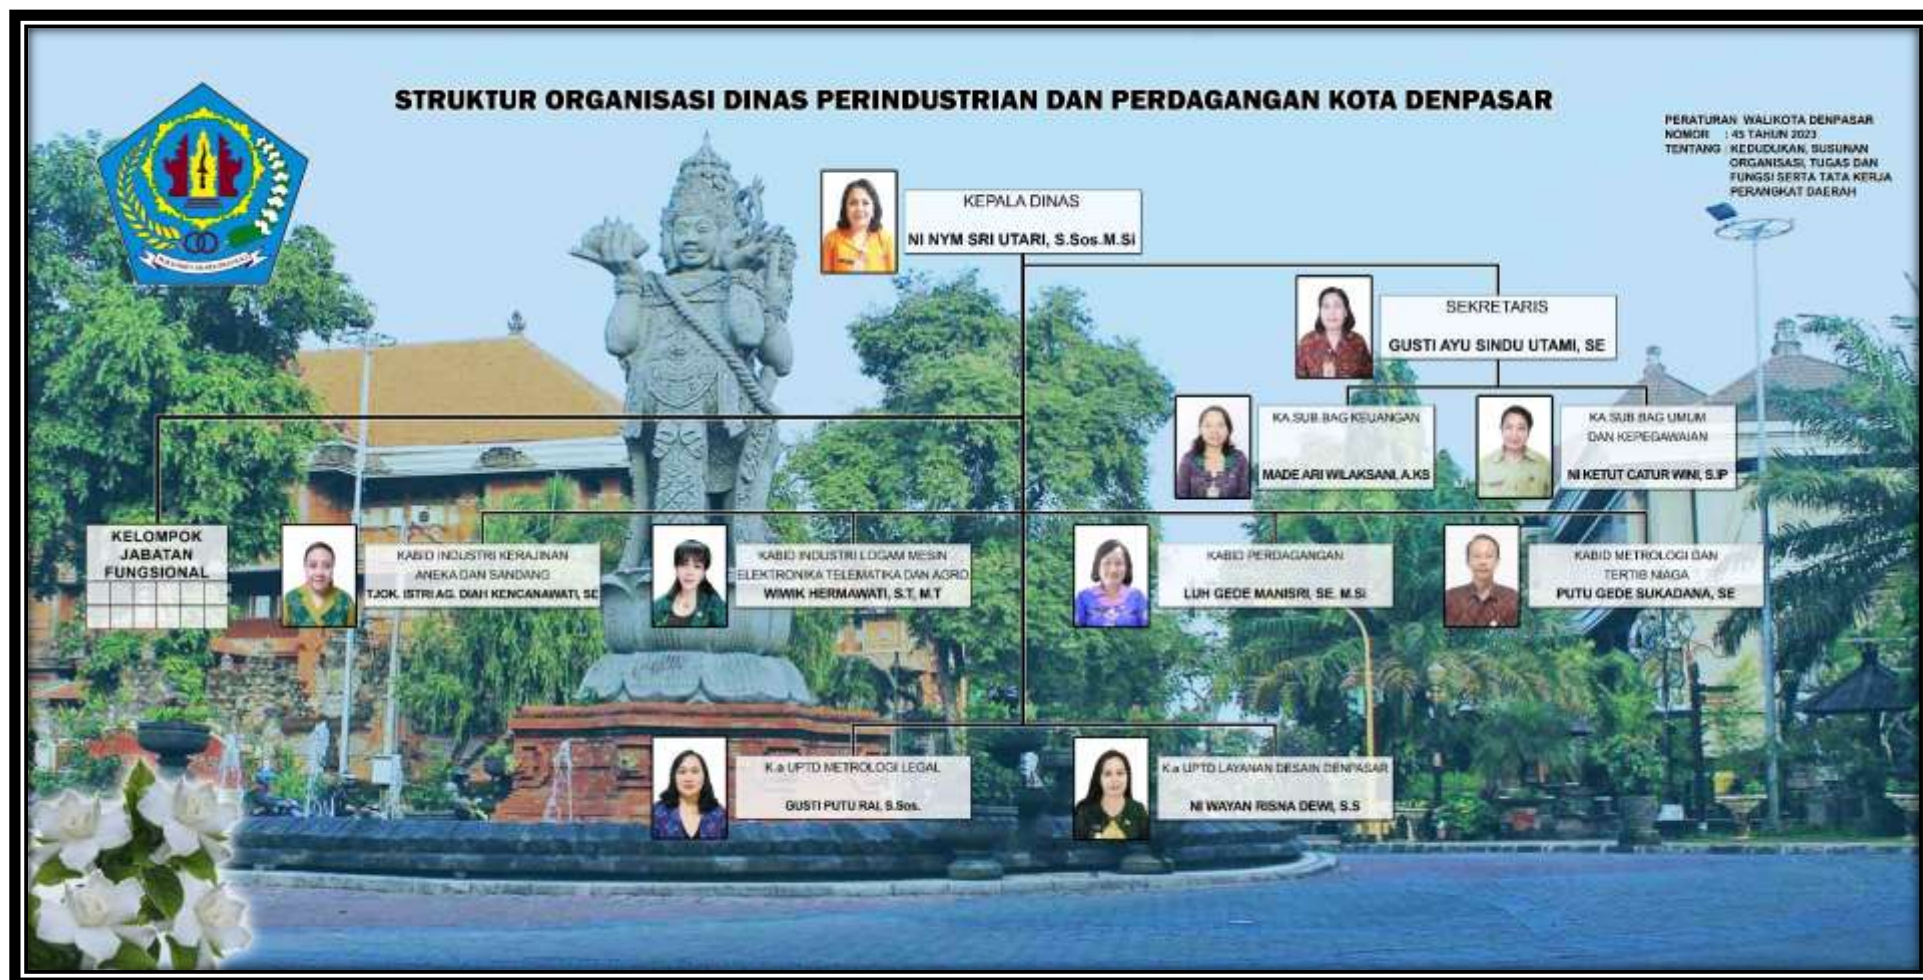 STRUKTUR ORGANISASI DINAS PERINDUSTRIAN DAN PERDAGANGAN KOTA DENPASAR
PERATURAN WALIKOTA DENPASAR
NOMOR : 45 TAHUN 2023
TENTANG : KEDUDUKAN, SUSUNAN
ORGANISASI, TUGAS DAN
FUNGSI SERTA TATA KERJA
PERANGKAT DAERAH
KEPALA DINAS
NI NYM SRI UTARI, S.Sos.M.Si
SEKRETARIS
GUSTI AYU SINDU UTAMI, SE
KA.SUB.BAG KEUANGAN
MADE ARI WILAKSANI, A.KS
KA.SUB.BAG UMUM
DAN KEPEGAWAIAN
NI KETUT CATUR WINI, S.IP
KELOMPOK
JABATAN
FUNGSIONAL
KABID INDUSTRI KERAJINAN
ANEKA DAN SANDANG
TJOK. ISTRI AG. DIAH KENCANAWATI, SE
KABID INDUSTRI LOGAM MESIN
ELEKTRONIKA TELEMATIKA DAN AGRO
WIWIK HERMAWATI, S.T, M.T
KABID PERDAGANGAN
LUH GEDE MANISRI, SE. M.Si
KABID METROLOGI DAN
TERTIB NIAGA
PUTU GEDE SUKADANA, SE
K.a UPTD METROLOGI LEGAL
GUSTI PUTU RAI, S.Sos.
K.a UPTD LAYANAN DESAIN DENPASAR
NI WAYAN RISNA DEWI, S.S